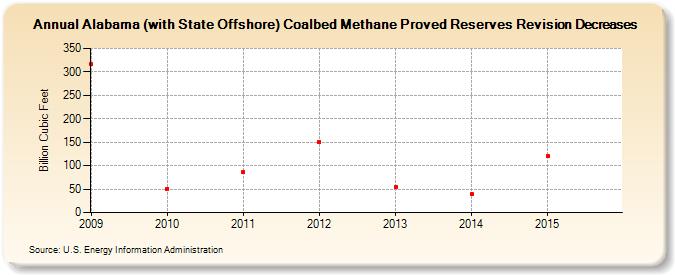 Annual Alabama (with State Offshore) Coalbed Methane Proved Reserves Revision Decreases
Billion Cubic Feet
350
300
250
200
150
100
50
0
2009 2010 2011 2012 2013 2014 2015
Source: U.S. Energy Information Administration